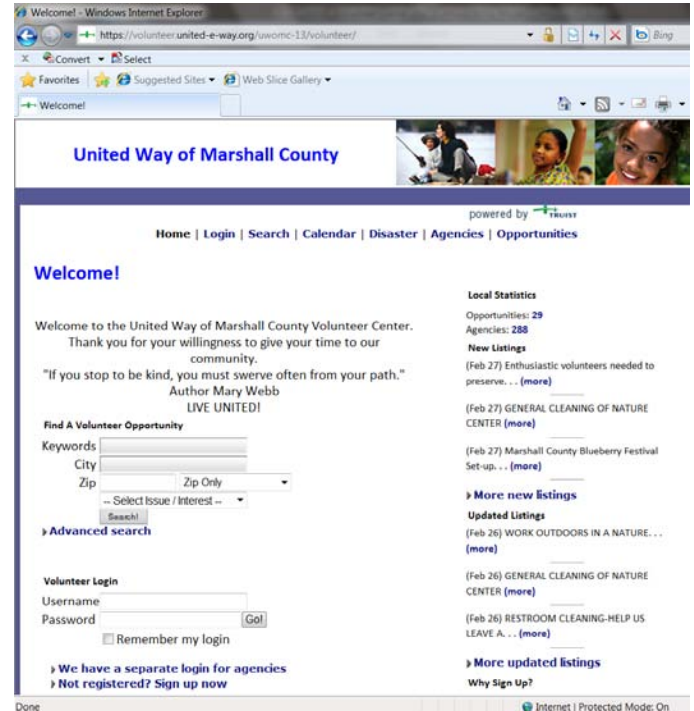 Welcome! - Windows Internet Explorer
https://volunteer.united-e-way.org/uwomc-13/volunteer/
Bing
x Convert Select
Favorites Suggested Sites Web Slice Gallery
Welcome!
United Way of Marshall County
powered by TRUIST
Home | Login | Search | Calendar | Disaster | Agencies | Opportunities
Welcome!
Welcome to the United Way of Marshall County Volunteer Center.
Thank you for your willingness to give your time to our
community.
"If you stop to be kind, you must swerve often from your path."
Author Mary Webb
LIVE UNITED!
Find A Volunteer Opportunity
Keywords
City
Zip Zip Only
-- Select Issue / Interest --
Search!
Advanced search
Volunteer Login
Username
Password Go!
Remember my login
We have a separate login for agencies
Not registered? Sign up now
Local Statistics
Opportunities: 29
Agencies: 288
New Listings
(Feb 27) Enthusiastic volunteers needed to
preserve. . . (more)
(Feb 27) GENERAL CLEANING OF NATURE
CENTER (more)
(Feb 27) Marshall County Blueberry Festival
Set-up. . . (more)
More new listings
Updated Listings
(Feb 26) WORK OUTDOORS IN A NATURE. . .
(more)
(Feb 26) GENERAL CLEANING OF NATURE
CENTER (more)
(Feb 26) RESTROOM CLEANING-HELP US
LEAVE A. . . (more)
More updated listings
Why Sign Up?
Done
Internet | Protected Mode: On